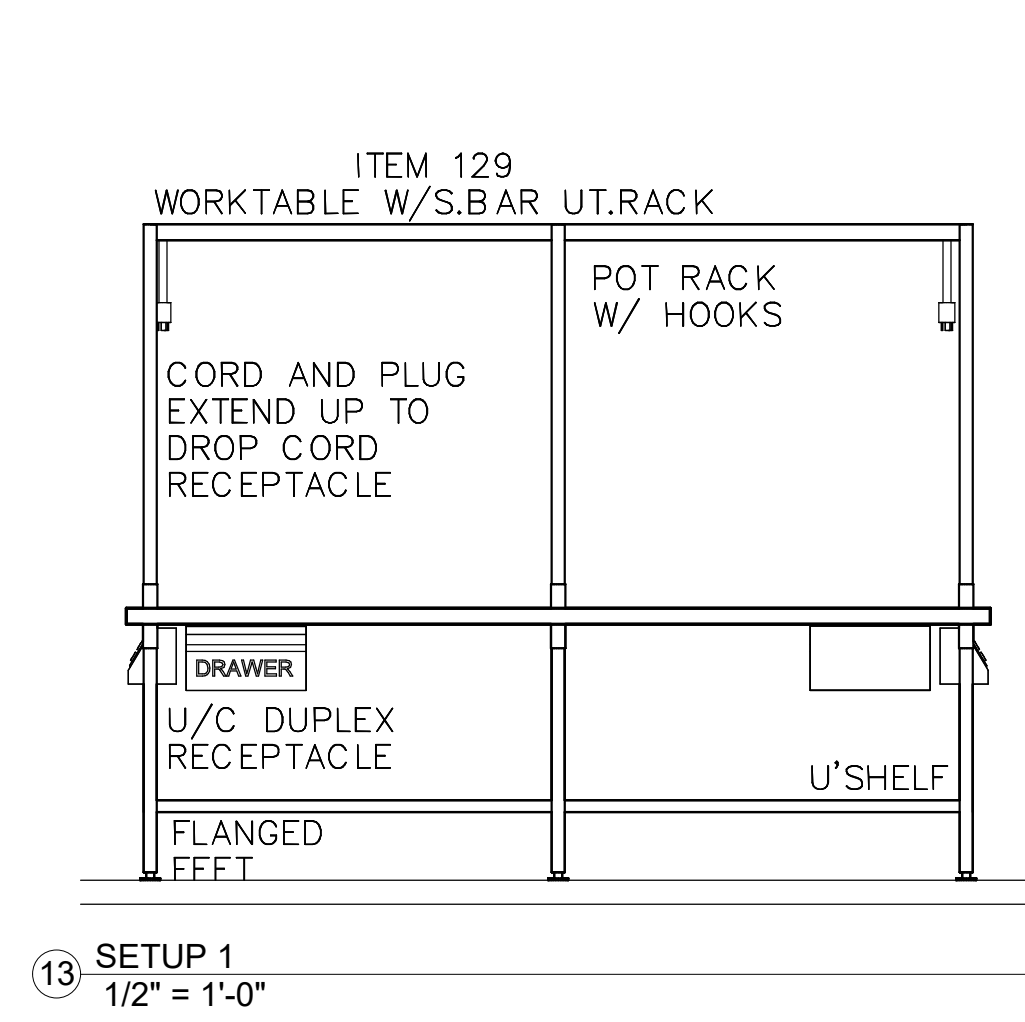 ITEM 129
WORKTABLE W/S.BAR UT.RACK
POT RACK
W/ HOOKS
CORD AND PLUG
EXTEND UP TO
DROP CORD
RECEPTACLE
DRAWER
U/C DUPLEX
RECEPTACLE
U'SHELF
FLANGED
FEET
13 SETUP 1
1/2" = 1'-0"